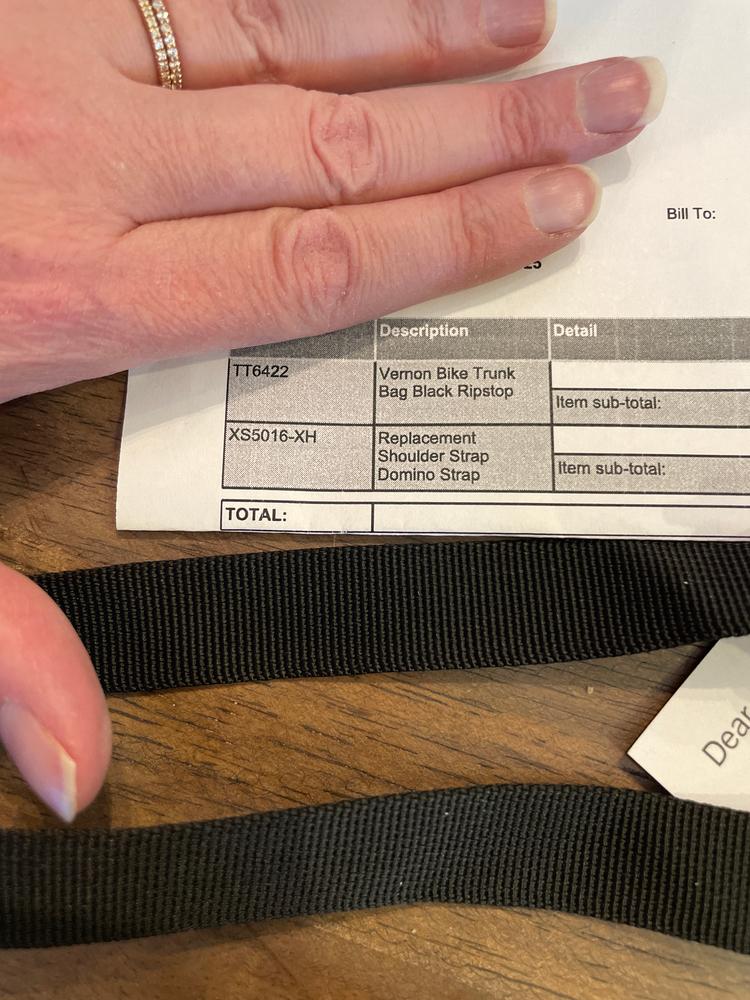 Bill To:
Description Detail
TT6422 Vernon Bike Trunk
Bag Black Ripstop
Item sub-total:
XS5016-XH Replacement
Shoulder Strap
Item sub-total:
Domino Strap
TOTAL:
Dear